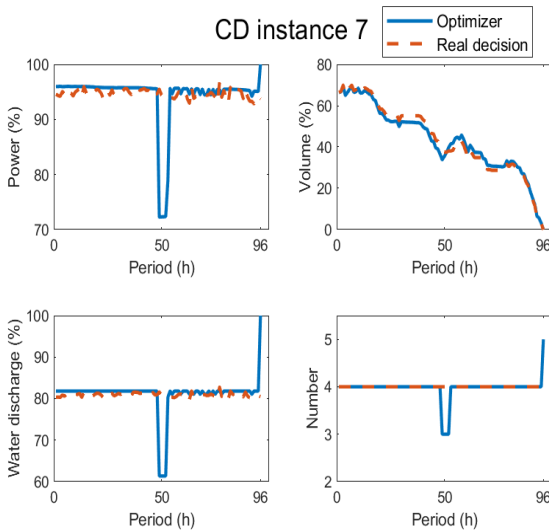 CD instance 7
Optimizer
Real decision
100
90
80
70
Power (%)
0
50
96
Period (h)
80
60
40
20
0
Volume (%)
0
50
96
Period (h)
100
90
80
70
60
Water discharge (%)
0
50
96
Period (h)
5
4
3
2
Number
0
50
96
Period (h)